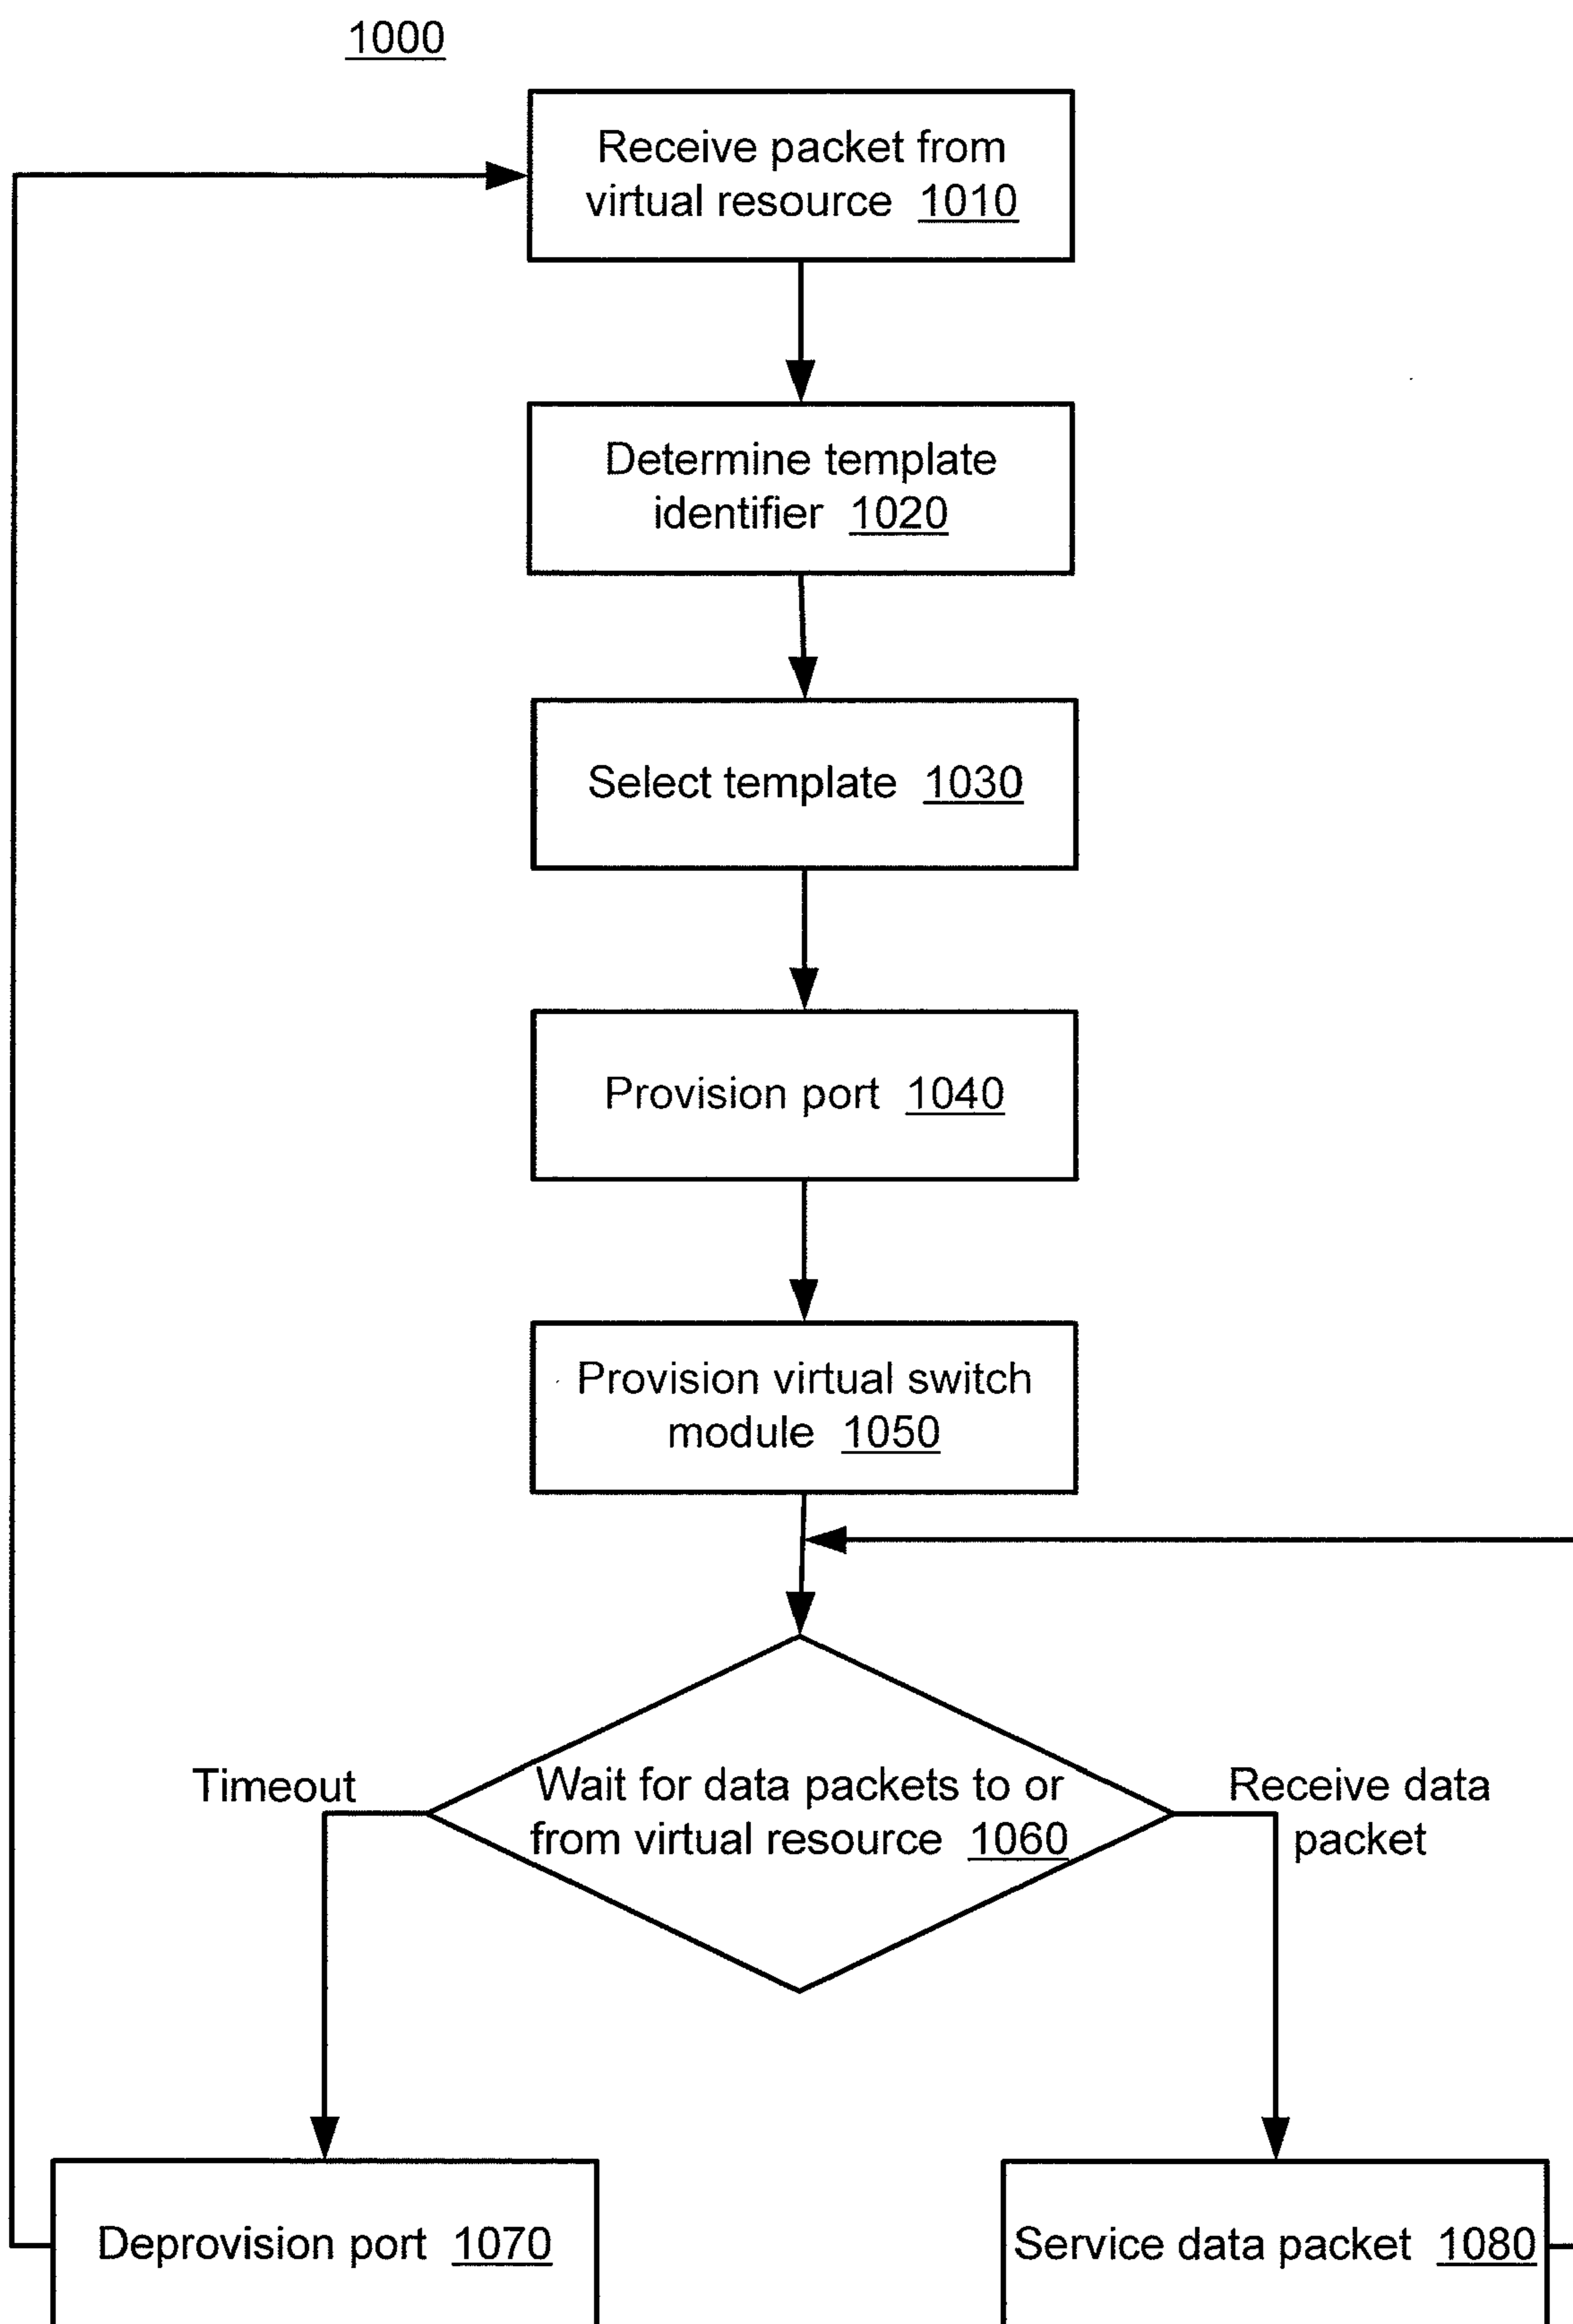 1000
Receive packet from
virtual resource 1010
Determine template
identifier 1020
Select template 1030
Provision port 1040
Provision virtual switch
module 1050
Timeout
Wait for data packets to or
from virtual resource 1060
Receive data
packet
Deprovision port 1070
Service data packet 1080